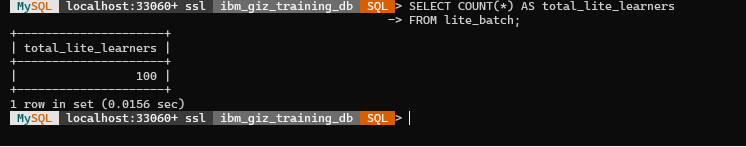 MySQL localhost:33060+ ssl ibm_giz_training_db SQL > SELECT COUNT(*) AS total_lite_learners
-> FROM lite_batch;
+---------------------+
| total_lite_learners |
+---------------------+
|                 100 |
+---------------------+
1 row in set (0.0156 sec)
MySQL localhost:33060+ ssl ibm_giz_training_db SQL >